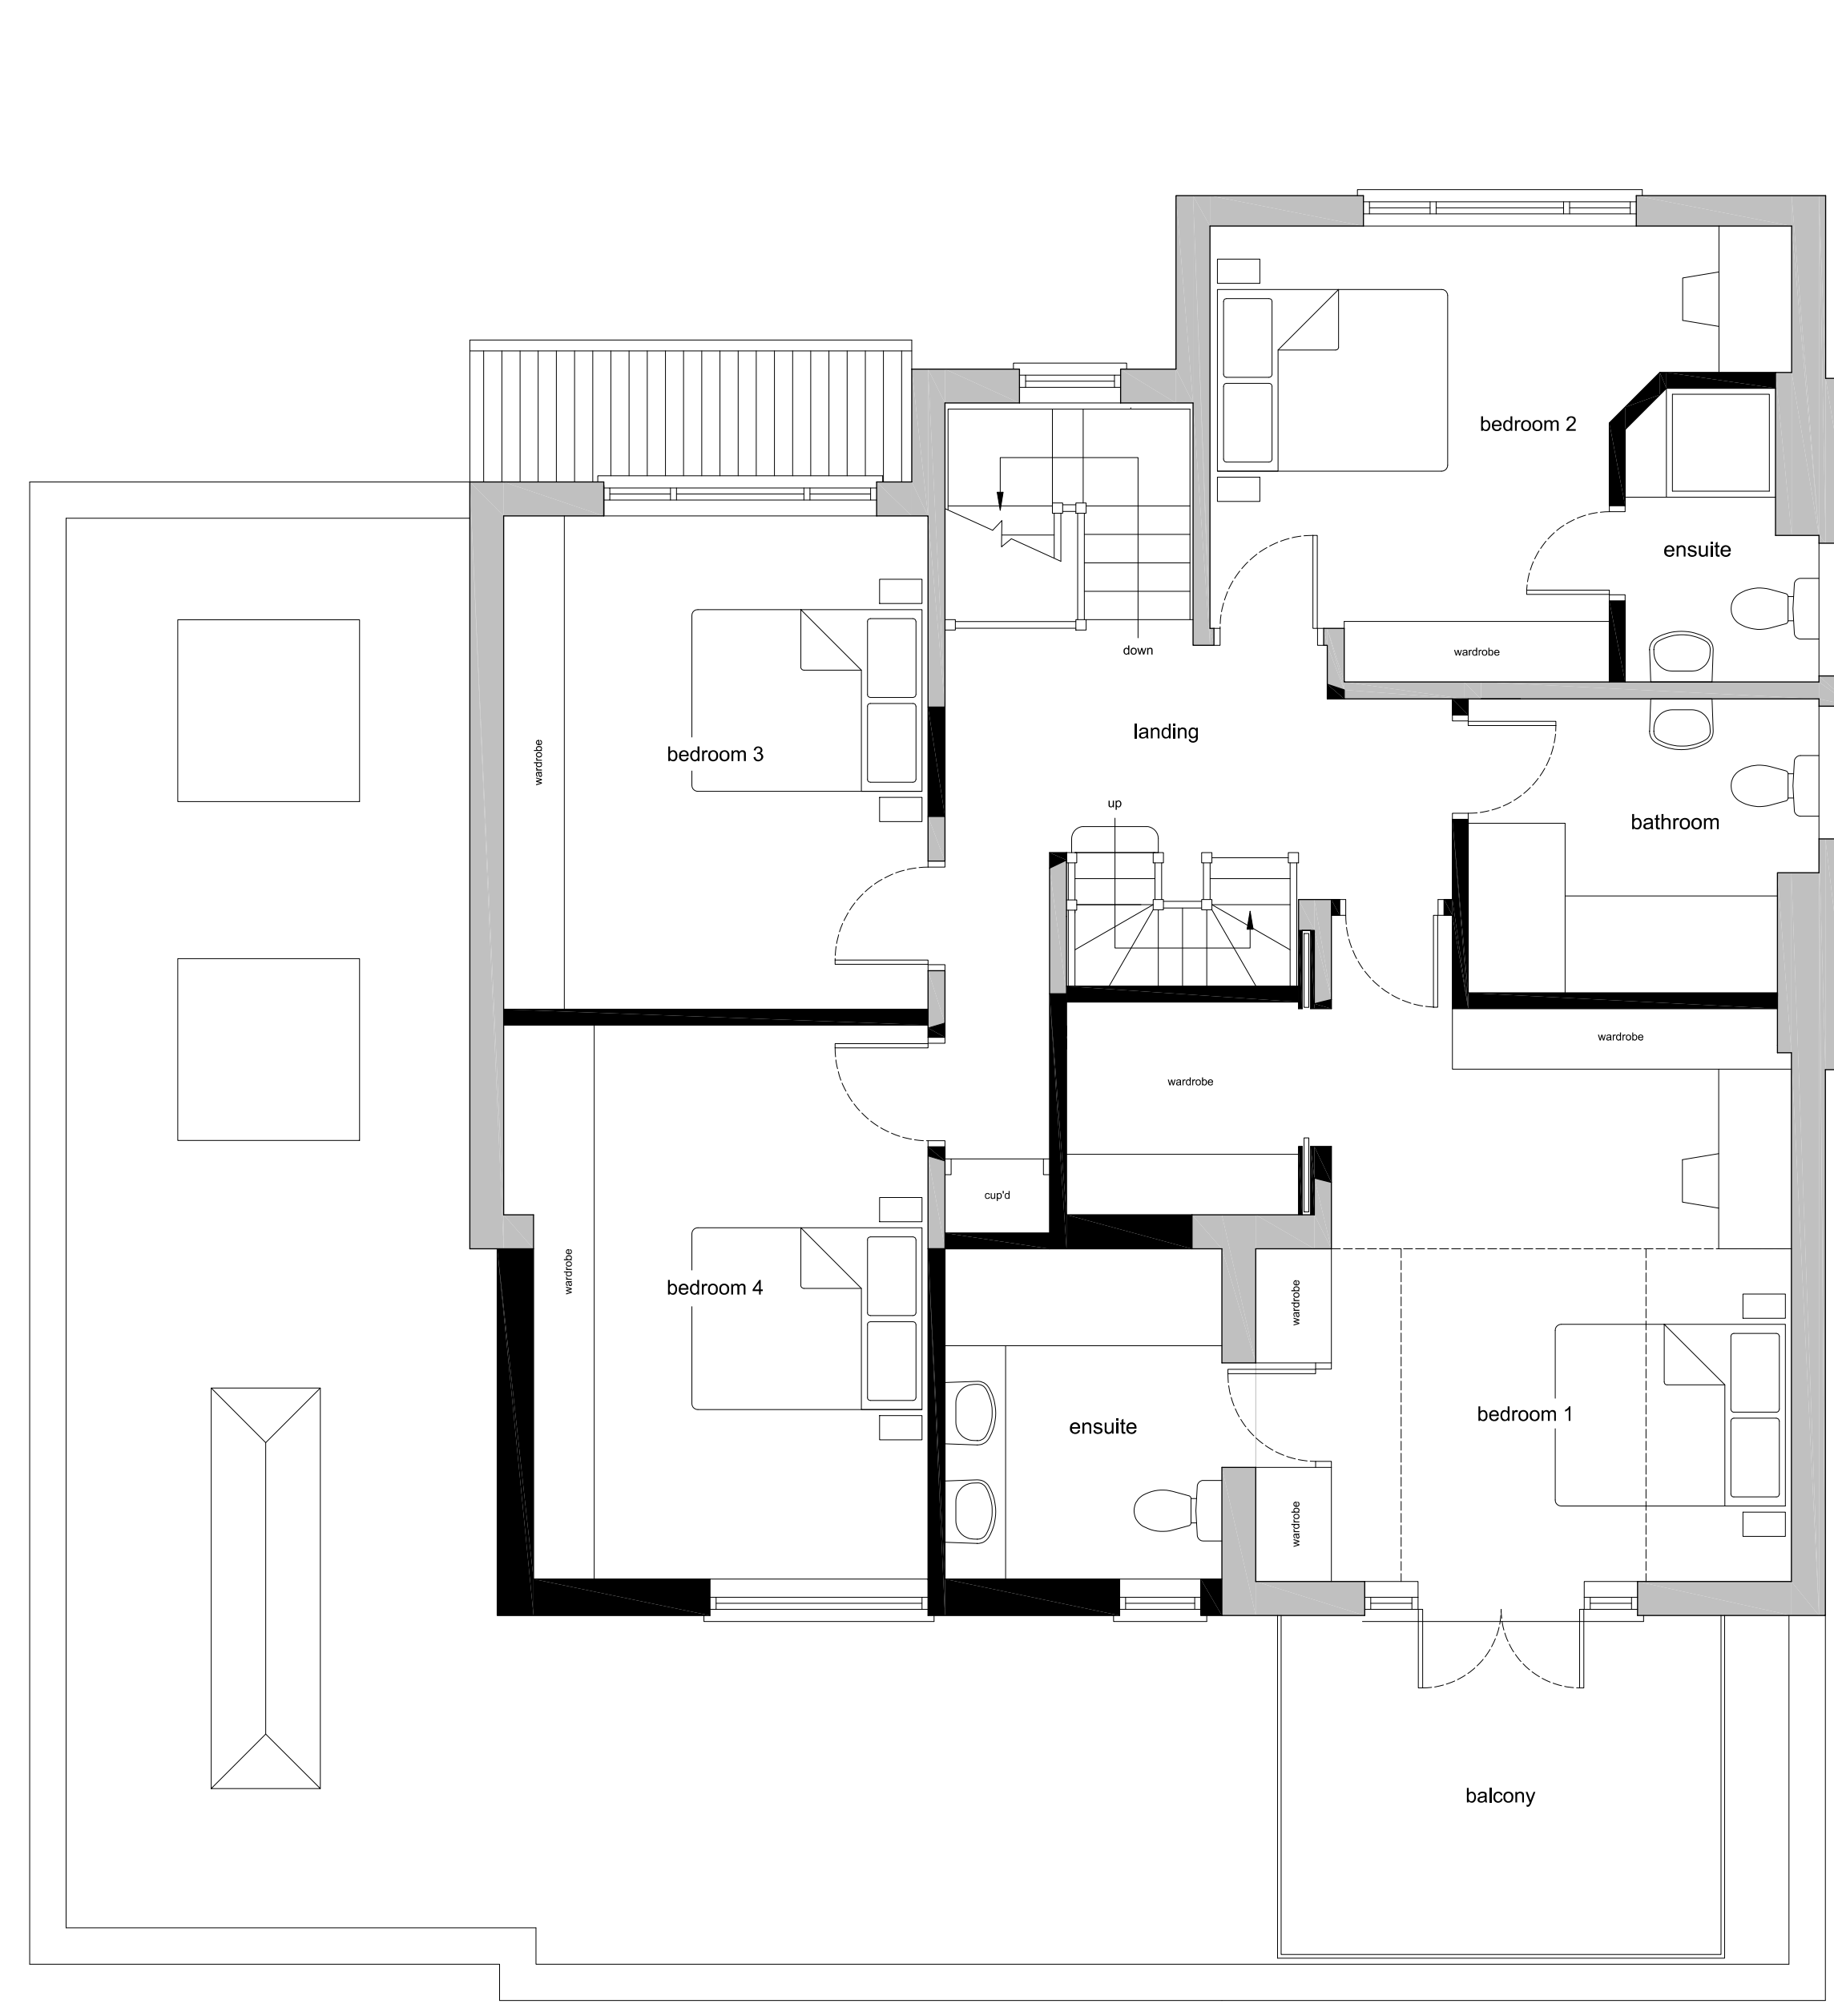 bedroom 2
ensuite
wardrobe
down
landing
wardrobe
bedroom 3
up
bathroom
wardrobe
wardrobe
cup'd
wardrobe
bedroom 4
wardrobe
bedroom 1
ensuite
wardrobe
balcony